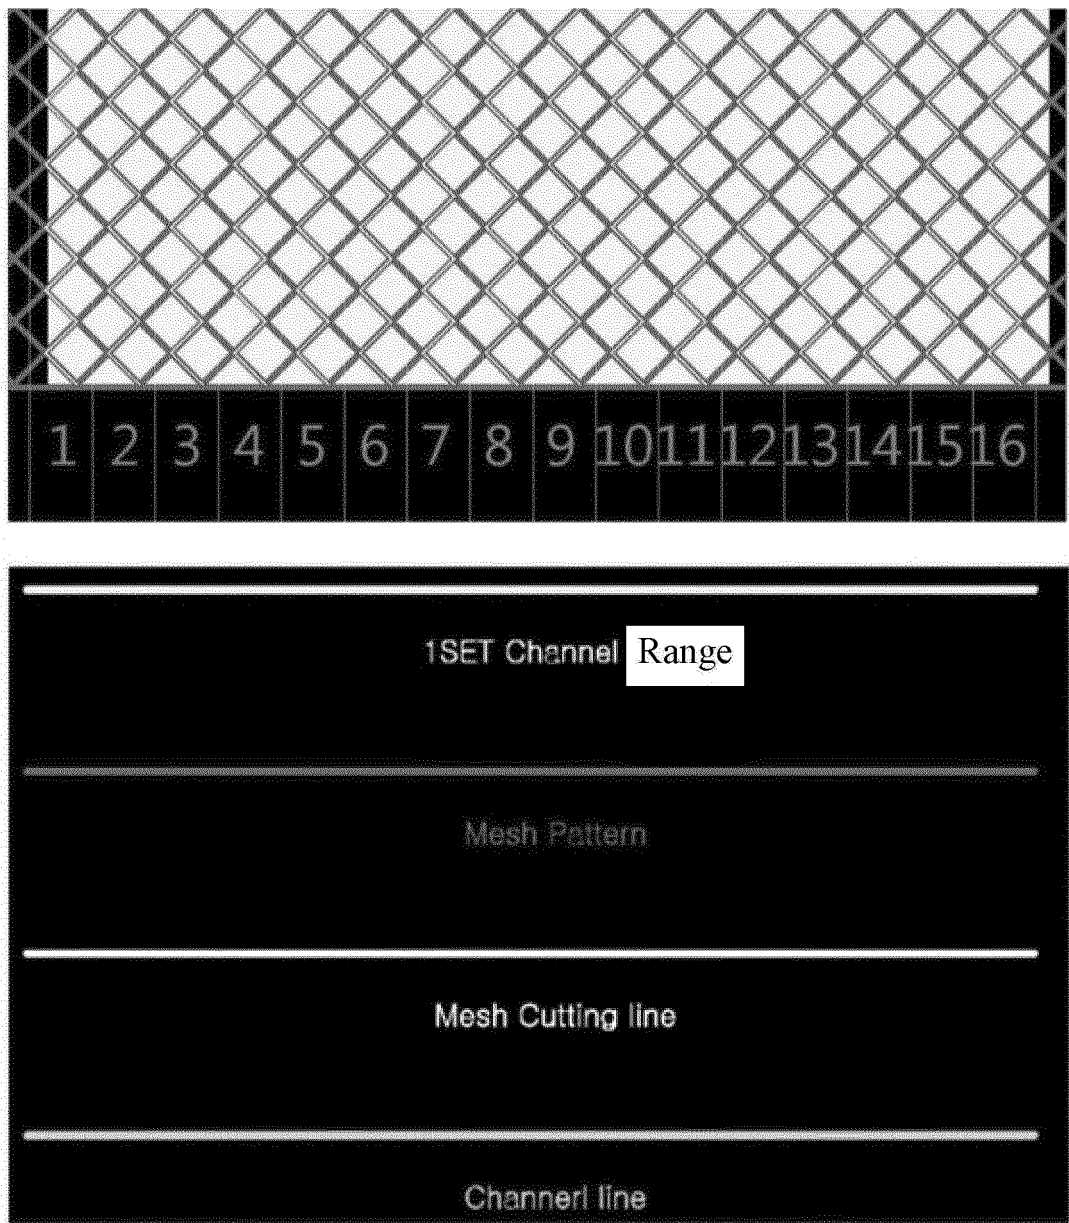 1 2 3 4 5 6 7 8 9 10 11 12 13 14 15 16
1SET Channel Range
Mesh Pattern
Mesh Cutting line
Channerl line